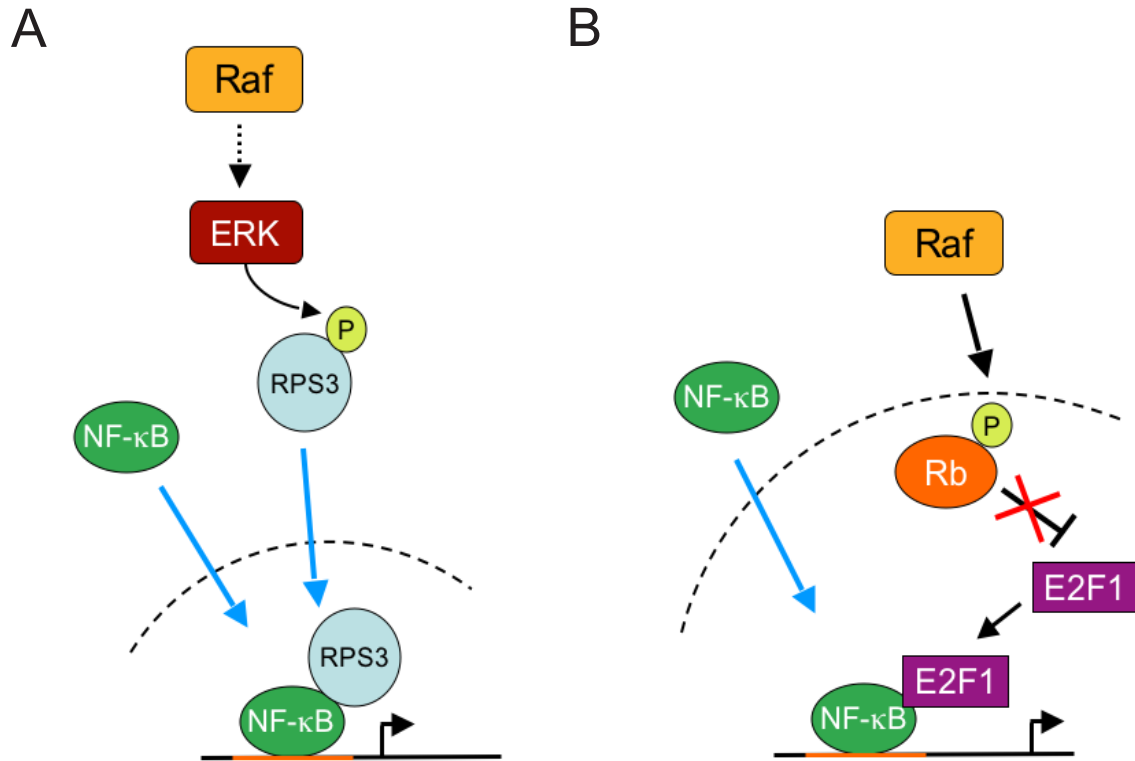 A
Raf
ERK
P
RPS3
NF-κB
RPS3
NF-κB
B
Raf
NF-κB
P
Rb
E2F1
E2F1
NF-κB